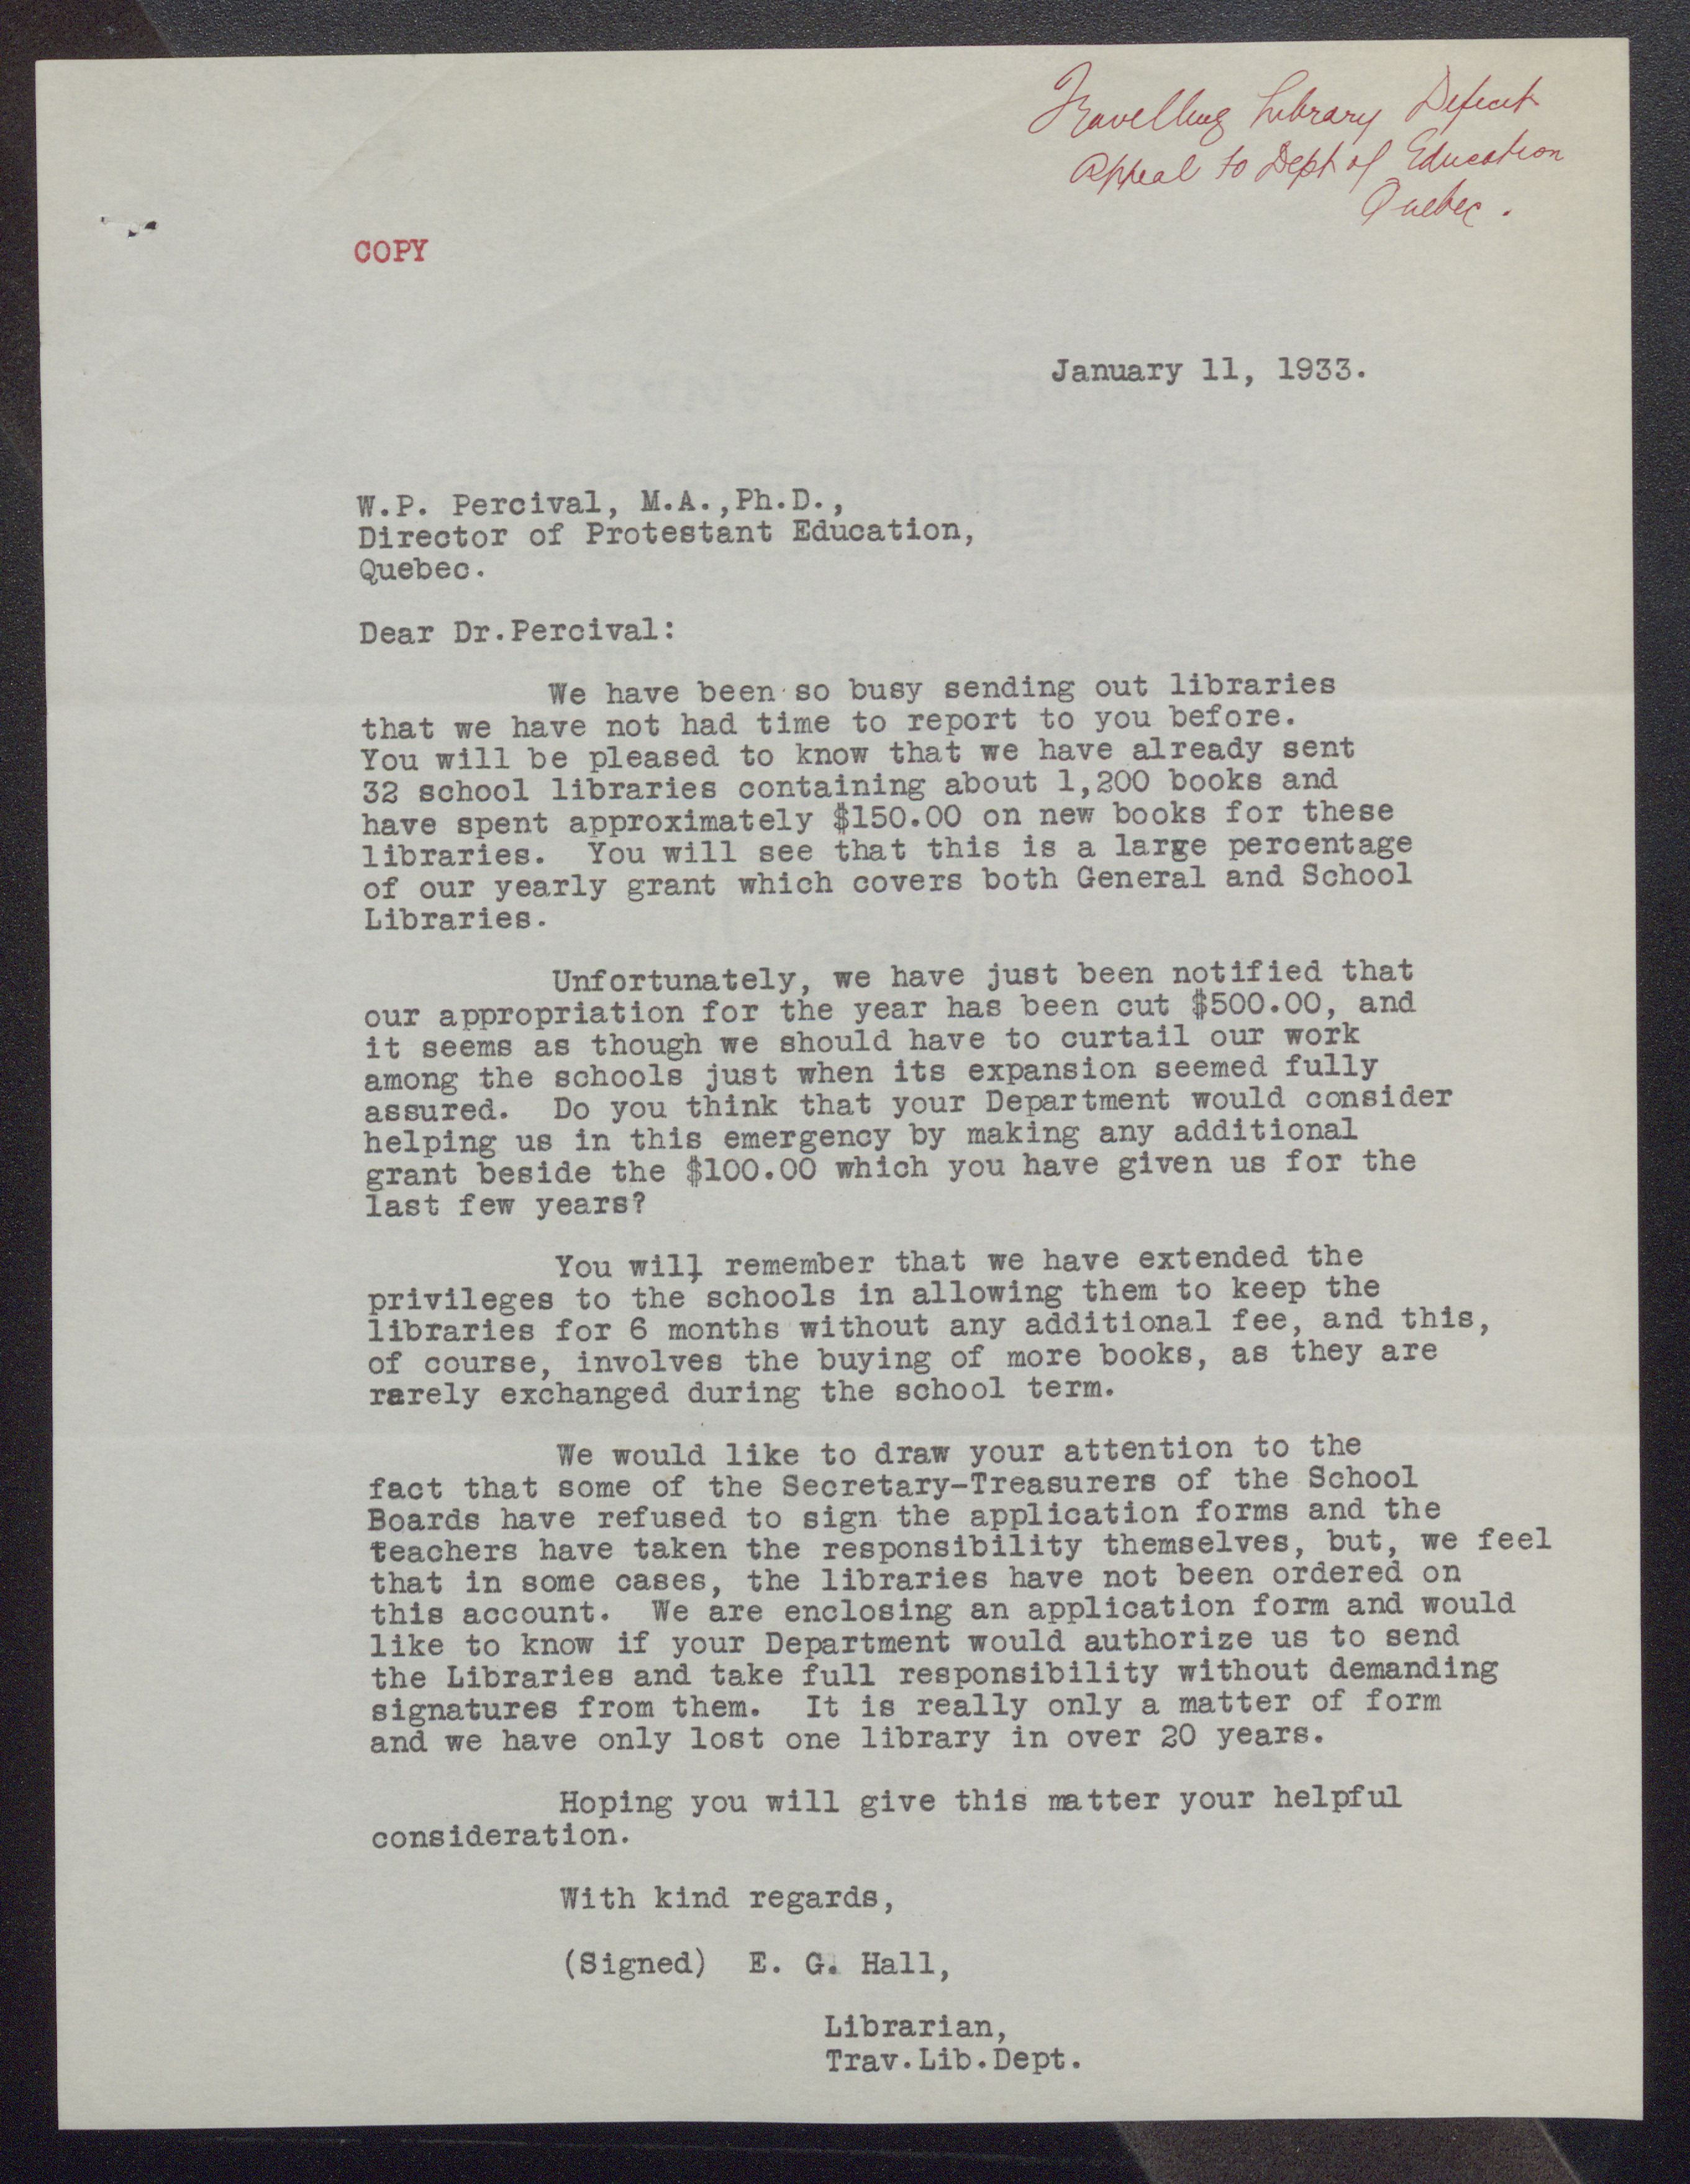 Travelling Library Deficit
Appeal to Dept of Education
Quebec.
COPY
January 11, 1933.
W.P. Percival, M.A.,Ph.D.,
Director of Protestant Education,
Quebec.
Dear Dr.Percival:
We have been so busy sending out libraries
that we have not had time to report to you before.
You will be pleased to know that we have already sent
32 school libraries containing about 1,200 books and
have spent approximately $150.00 on new books for these
libraries. You will see that this is a large percentage
of our yearly grant which covers both General and School
Libraries.
Unfortunately, we have just been notified that
our appropriation for the year has been cut $500.00, and
it seems as though we should have to curtail our work
among the schools just when its expansion seemed fully
assured. Do you think that your Department would consider
helping us in this emergency by making any additional
grant beside the $100.00 which you have given us for the
last few years?
You will remember that we have extended the
privileges to the schools in allowing them to keep the
libraries for 6 months without any additional fee, and this,
of course, involves the buying of more books, as they are
rarely exchanged during the school term.
We would like to draw your attention to the
fact that some of the Secretary-Treasurers of the School
Boards have refused to sign the application forms and the
teachers have taken the responsibility themselves, but, we feel
that in some cases, the libraries have not been ordered on
this account. We are enclosing an application form and would
like to know if your Department would authorize us to send
the Libraries and take full responsibility without demanding
signatures from them. It is really only a matter of form
and we have only lost one library in over 20 years.
Hoping you will give this matter your helpful
consideration.
With kind regards,
(Signed) E. G. Hall,
Librarian,
Trav.Lib.Dept.